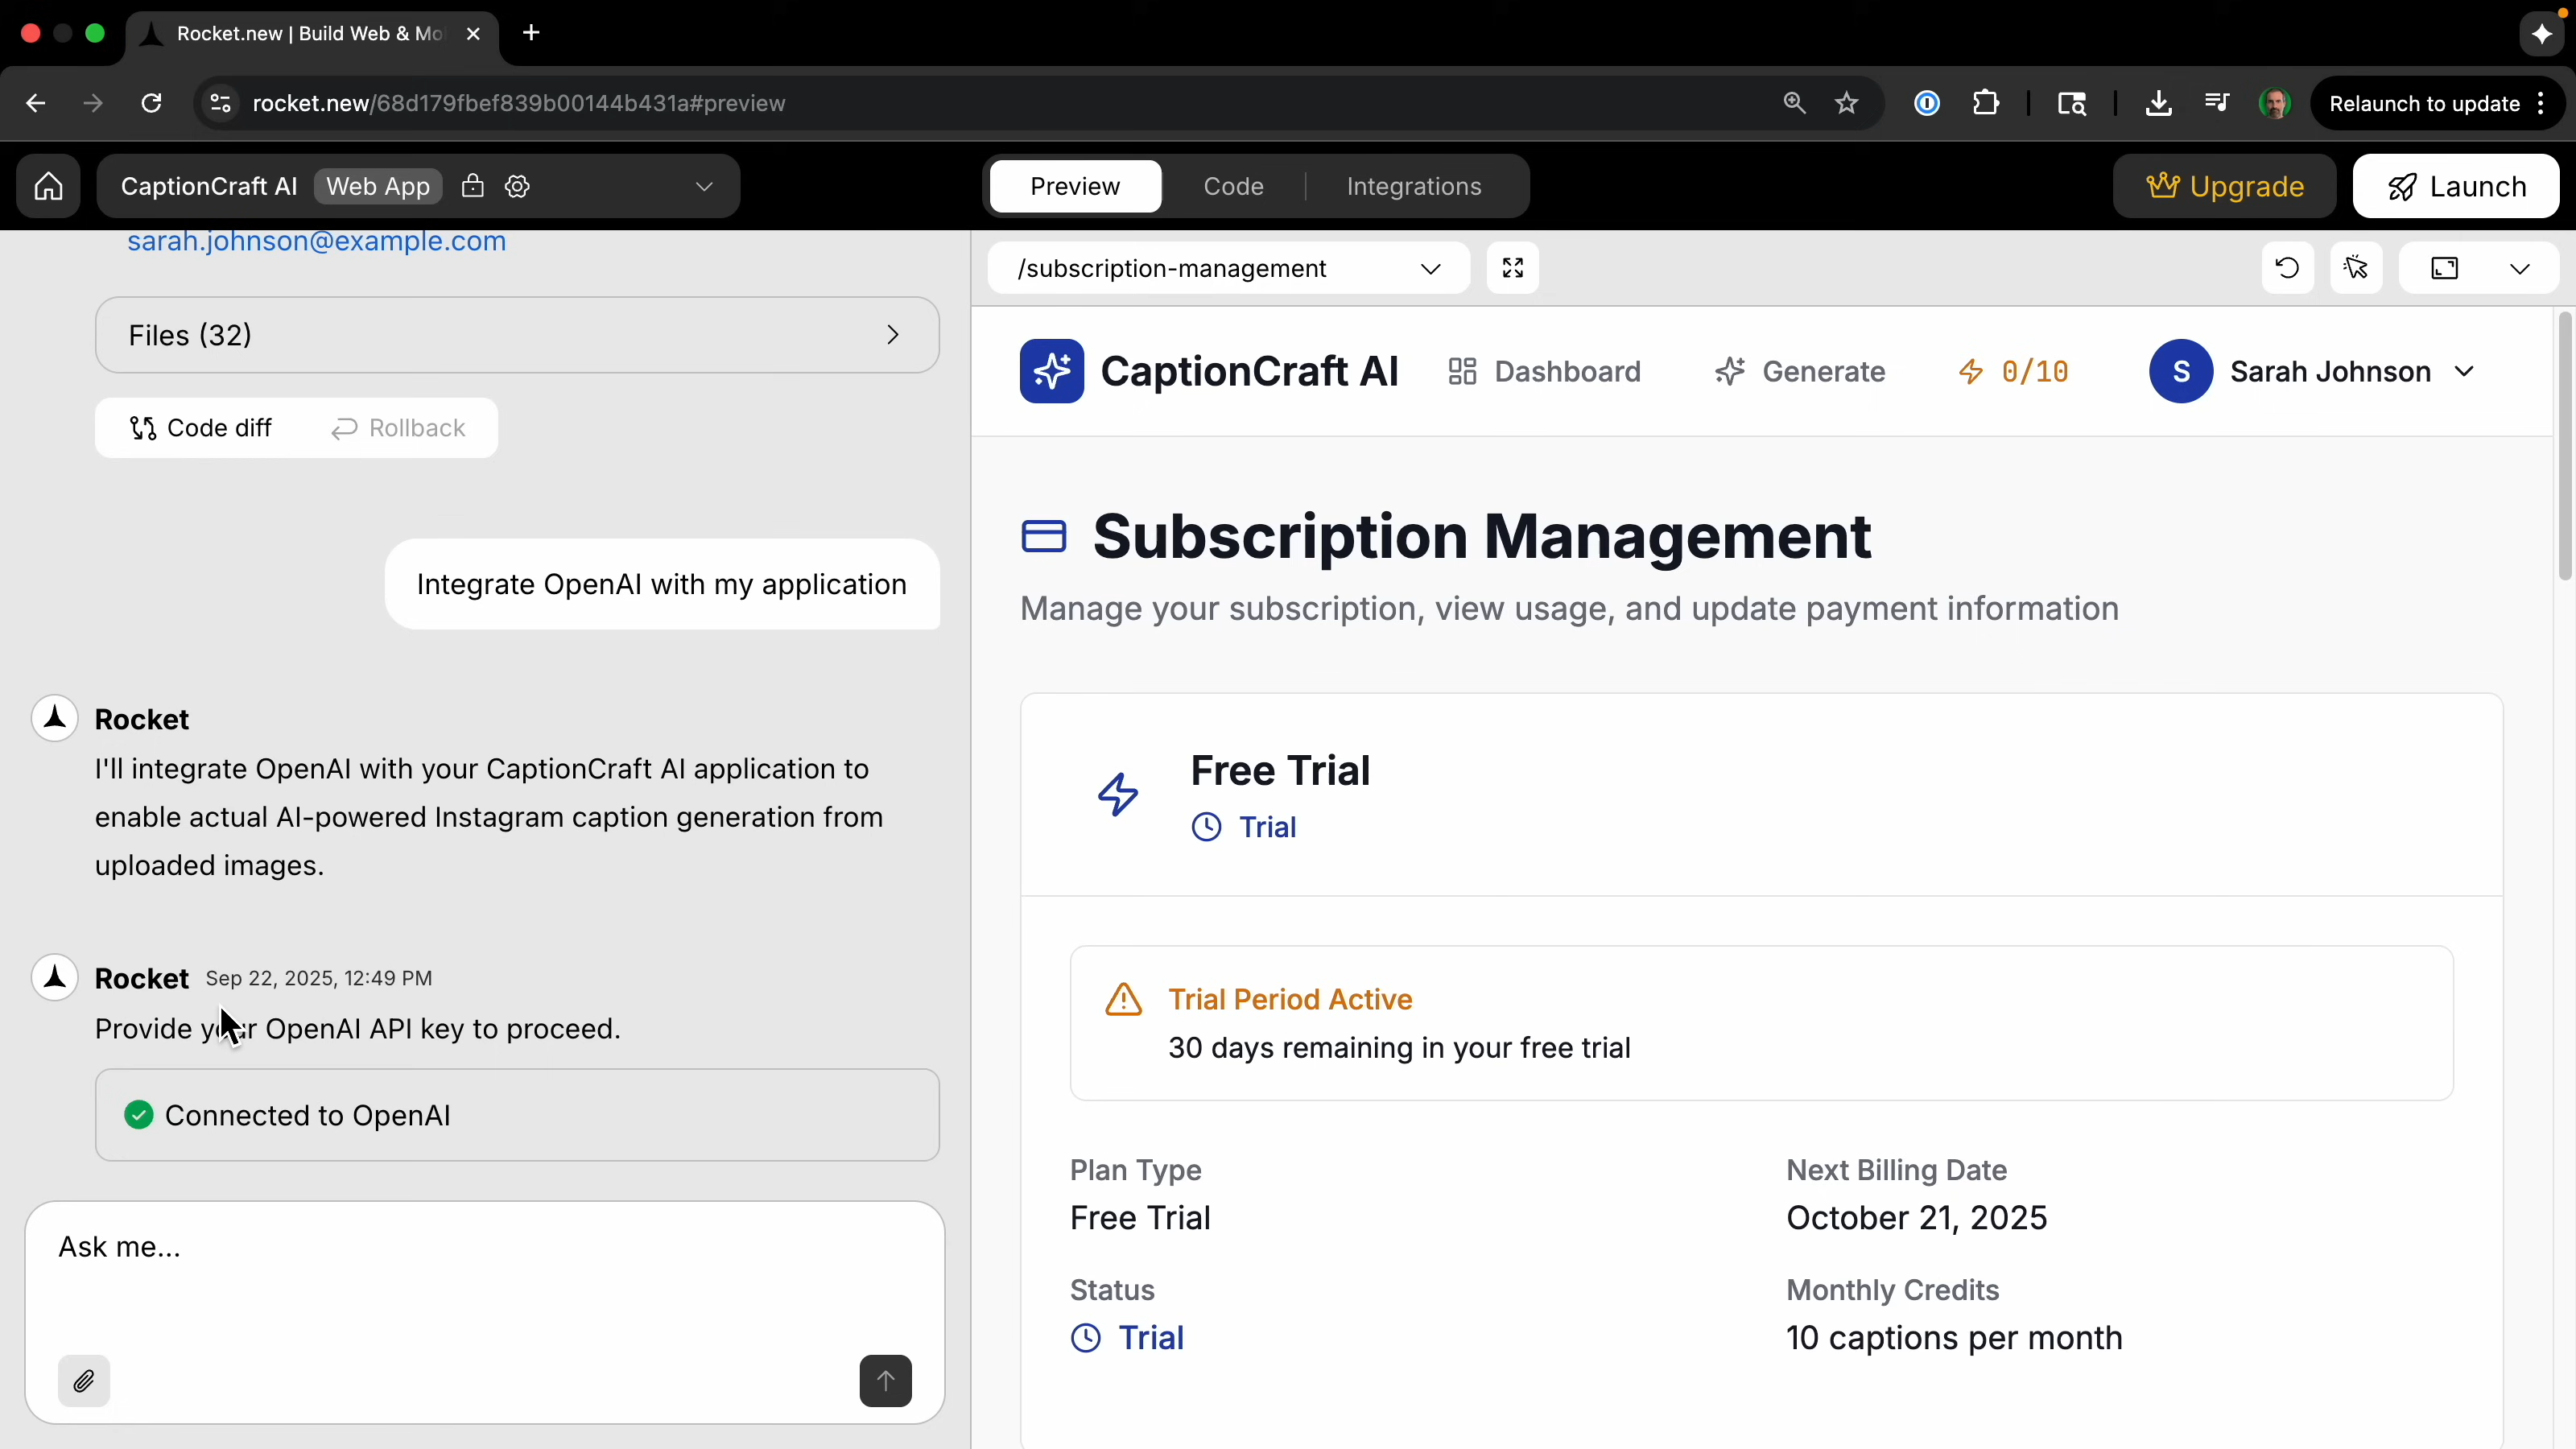 Rocket.new | Build Web & Mo
rocket.new/68d179fbef839b00144b431a#preview
Relaunch to update
CaptionCraft AI
Web App
Preview
Code
Integrations
Upgrade
Launch
sarah.johnson@example.com
Files (32)
Code diff
Rollback
Integrate OpenAI with my application
Rocket
I'll integrate OpenAI with your CaptionCraft AI application to
enable actual AI-powered Instagram caption generation from
uploaded images.
Rocket Sep 22, 2025, 12:49 PM
Provide your OpenAI API key to proceed.
Connected to OpenAI
Ask me...
/subscription-management
CaptionCraft AI
Dashboard
Generate
0/10
S
Sarah Johnson
Subscription Management
Manage your subscription, view usage, and update payment information
Free Trial
Trial
Trial Period Active
30 days remaining in your free trial
Plan Type
Free Trial
Next Billing Date
October 21, 2025
Status
Trial
Monthly Credits
10 captions per month